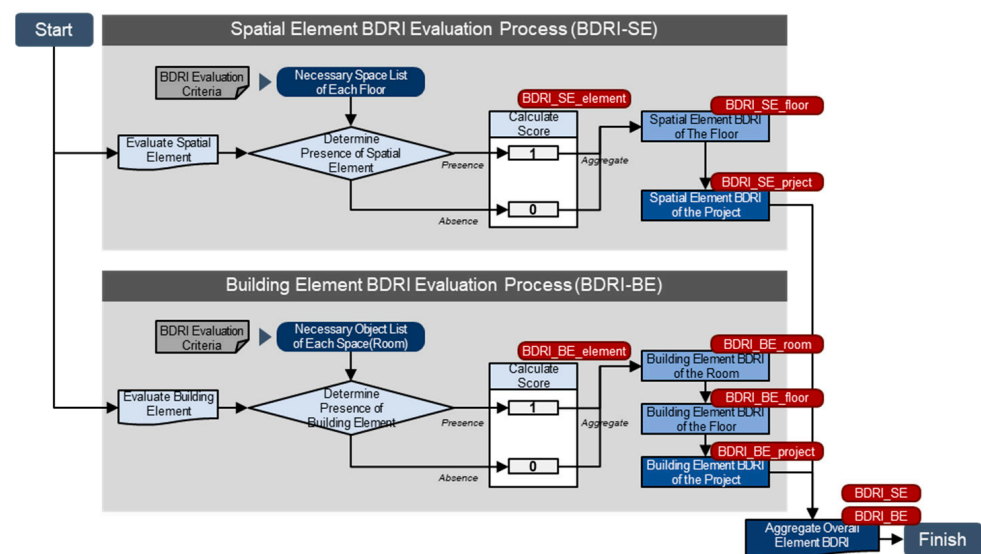 Start
Spatial Element BDRI Evaluation Process (BDRI-SE)
BDRI Evaluation
Criteria
Necessary Space List
of Each Floor
BDRI_SE_element
BDRI_SE_floor
Calculate
Score
Spatial Element BDRI
of The Floor
Evaluate Spatial
Element
Determine
Presence of Spatial
Element
Presence
1
Aggregate
BDRI_SE_prject
Absence
0
Spatial Element BDRI
of the Project
Building Element BDRI Evaluation Process (BDRI-BE)
BDRI Evaluation
Criteria
Necessary Object List
of Each Space(Room)
BDRI_BE_element
BDRI_BE_room
Calculate
Score
Building Element BDRI
of the Room
Evaluate Building
Element
Determine
Presence of
Building Element
Presence
1
Aggregate
BDRI_BE_floor
Building Element BDRI
of the Floor
BDRI_BE_project
Absence
0
Building Element BDRI
of the Project
BDRI_SE
BDRI_BE
Aggregate Overall
Element BDRI
Finish